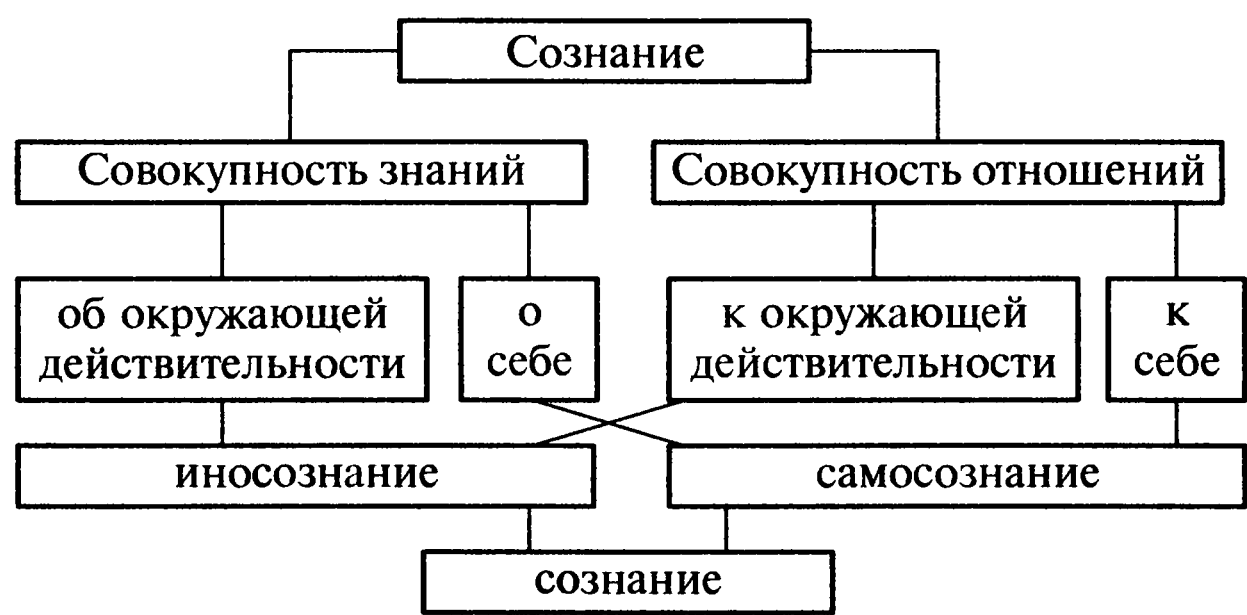 Сознание
Совокупность знаний
Совокупность отношений
об окружающей
действительности
о
себе
к окружающей
действительности
к
себе
иносознание
самосознание
сознание